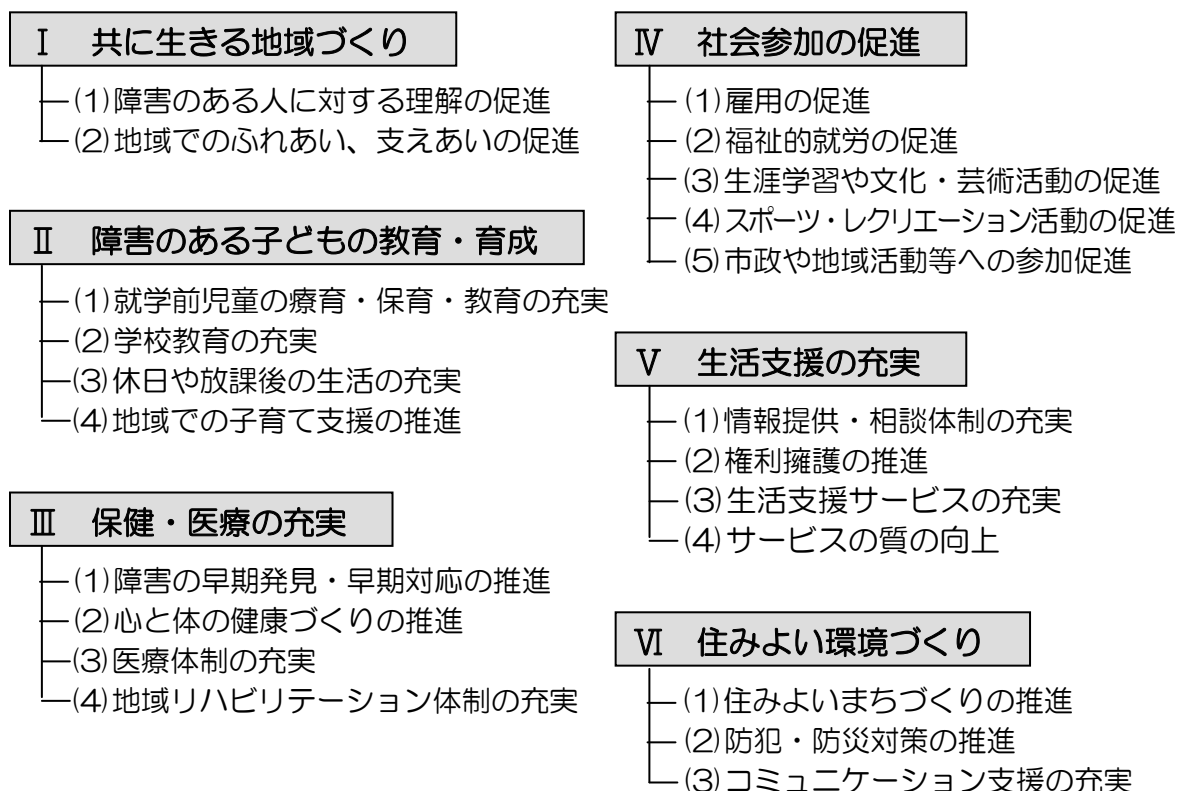 Ⅰ 共に生きる地域づくり
(1)障害のある人に対する理解の促進
(2)地域でのふれあい、支えあいの促進
Ⅱ 障害のある子どもの教育・育成
(1)就学前児童の療育・保育・教育の充実
(2)学校教育の充実
(3)休日や放課後の生活の充実
(4)地域での子育て支援の推進
Ⅲ 保健・医療の充実
(1)障害の早期発見・早期対応の推進
(2)心と体の健康づくりの推進
(3)医療体制の充実
(4)地域リハビリテーション体制の充実
Ⅳ 社会参加の促進
(1)雇用の促進
(2)福祉的就労の促進
(3)生涯学習や文化・芸術活動の促進
(4)スポーツ・レクリエーション活動の促進
(5)市政や地域活動等への参加促進
Ⅴ 生活支援の充実
(1)情報提供・相談体制の充実
(2)権利擁護の推進
(3)生活支援サービスの充実
(4)サービスの質の向上
Ⅵ 住みよい環境づくり
(1)住みよいまちづくりの推進
(2)防犯・防災対策の推進
(3)コミュニケーション支援の充実